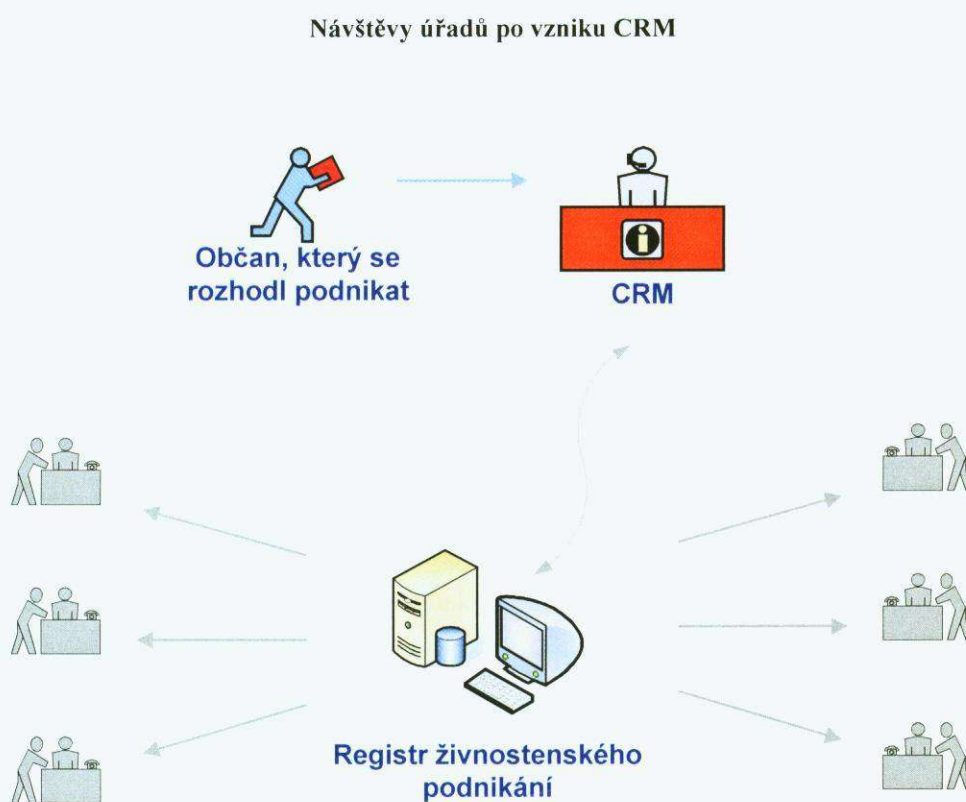 Návštěvy úřadů po vzniku CRM
Občan, který se
rozhodl podnikat
CRM
Registr živnostenského
podnikání